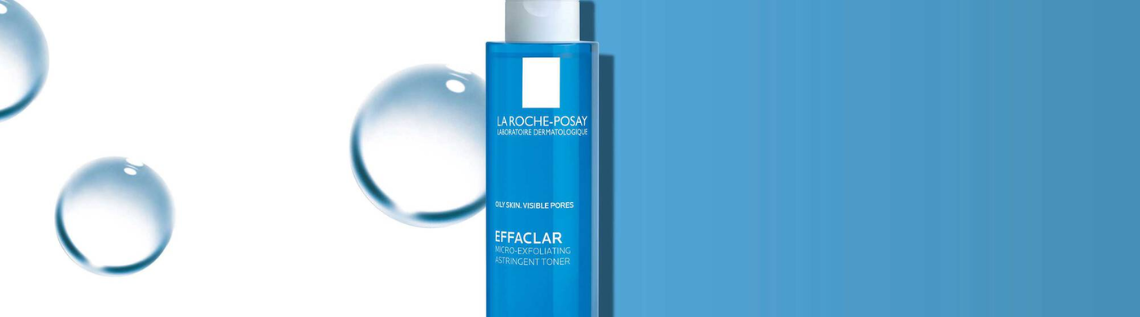 LA ROCHE-POSAY
LABORATOIRE DERMATOLOGIQUE
OILY SKIN. VISIBLE PORES
EFFACLAR
MICRO-EXFOLIATING
ASTRINGENT TONER